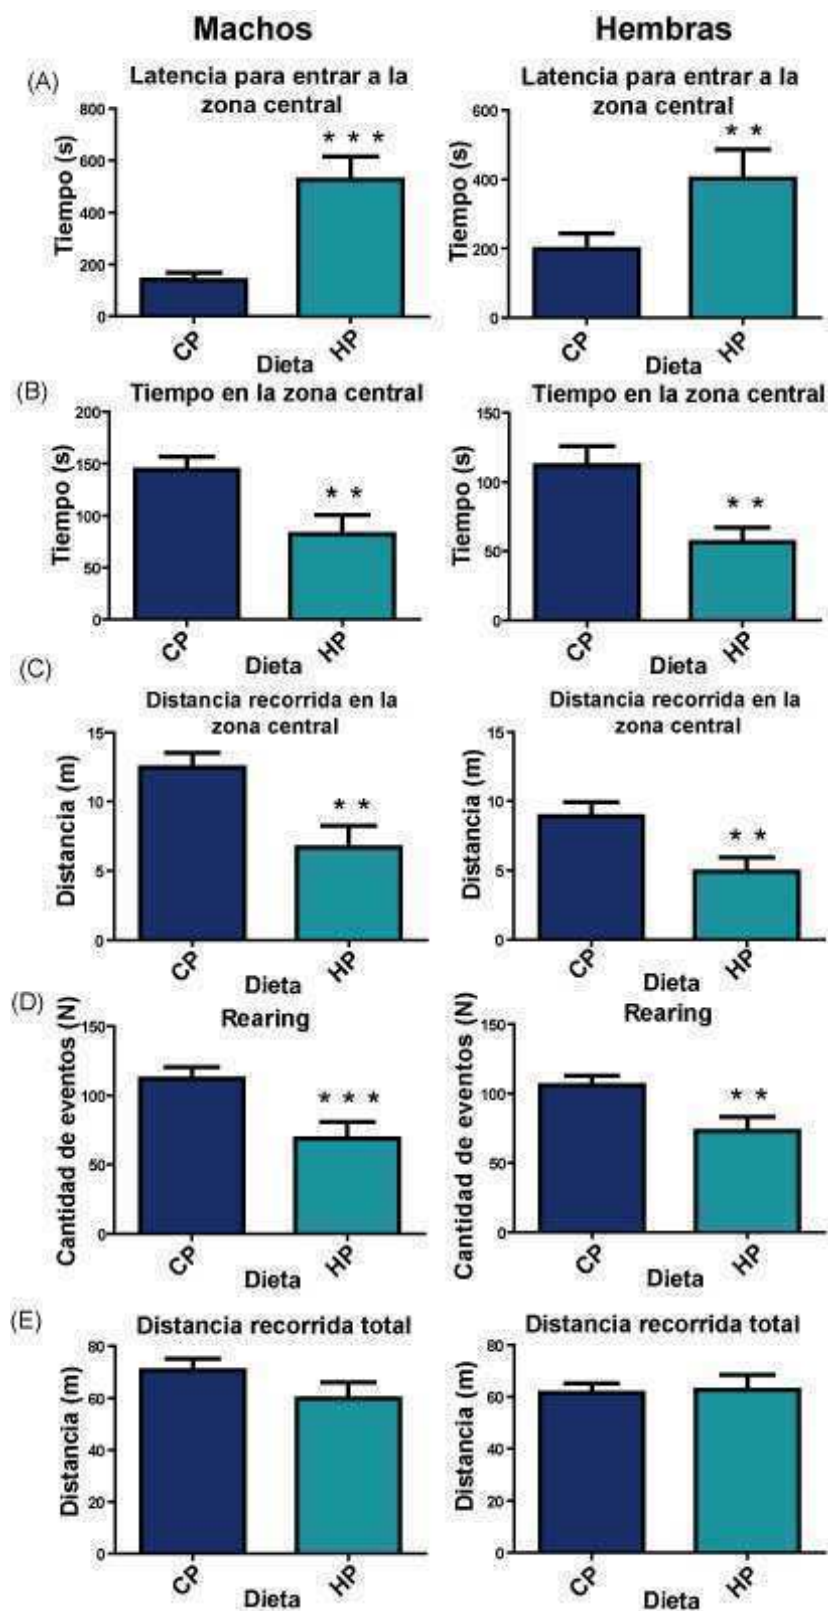 Machos
Hembras
(A)
Latencia para entrar a la
zona central
Tiempo (s)
800
600
400
200
0
* * *
CP
HP
Dieta
Latencia para entrar a la
zona central
Tiempo (s)
600
400
200
0
* *
CP
HP
Dieta
(B)
Tiempo en la zona central
Tiempo (s)
200
150
100
50
0
* *
CP
HP
Dieta
Tiempo en la zona central
Tiempo (s)
150
100
50
0
* *
CP
HP
Dieta
(C)
Distancia recorrida en la
zona central
Distancia (m)
15
10
5
0
* *
CP
HP
Dieta
Distancia recorrida en la
zona central
Distancia (m)
15
10
5
0
* *
CP
HP
Dieta
(D)
Rearing
Cantidad de eventos (N)
150
100
50
0
* * *
CP
HP
Dieta
Rearing
Cantidad de eventos (N)
150
100
50
0
* *
CP
HP
Dieta
(E)
Distancia recorrida total
Distancia (m)
80
60
40
20
0
CP
HP
Dieta
Distancia recorrida total
Distancia (m)
80
60
40
20
0
CP
HP
Dieta